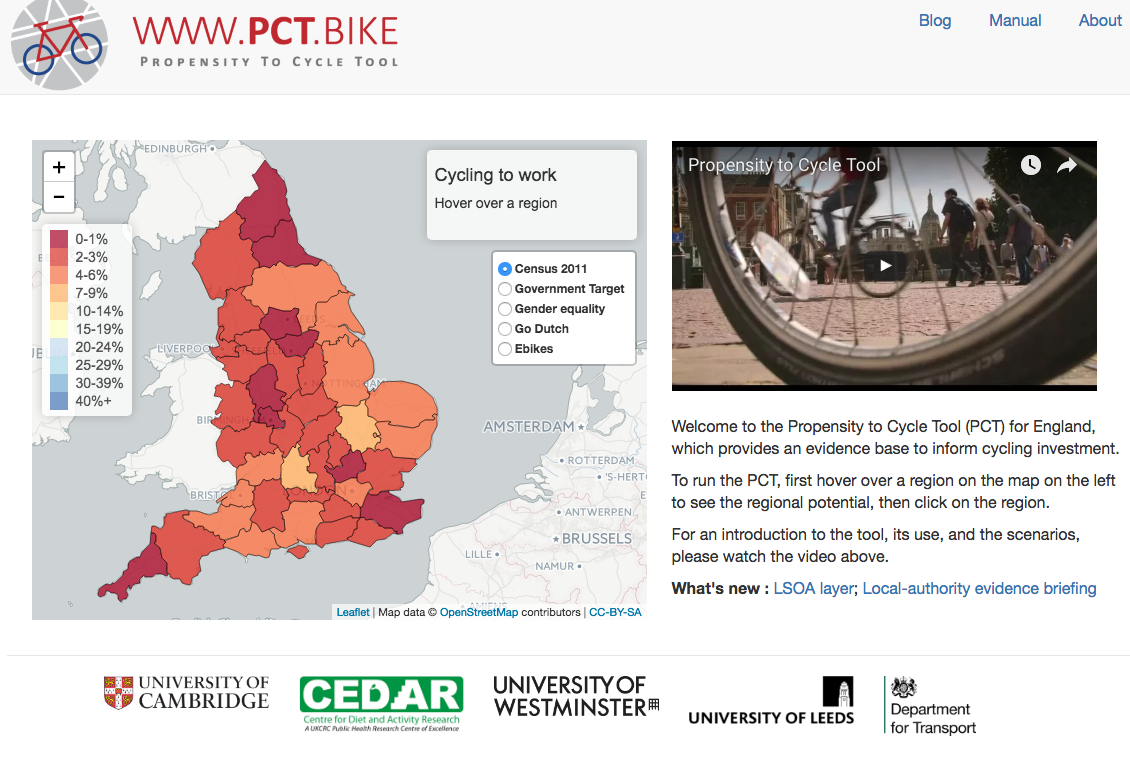 WWW.PCT.BIKE
PROPENSITY TO CYCLE TOOL
Blog
Manual
About
EDINBURGH
+
−
Cycling to work
Hover over a region
0-1%
2-3%
4-6%
7-9%
10-14%
15-19%
20-24%
25-29%
30-39%
40%+
Census 2011
Government Target
Gender equality
Go Dutch
Ebikes
LIVERPOOL
NOTTINGHAM
BIRMINGHAM
AMSTERDAM
ROTTERDAM
'S-HERT
BRIST
LONDON
ANTWERPEN
BRUSSELS
LILLE
NAMUR
AMIENS
Leaflet | Map data © OpenStreetMap contributors | CC-BY-SA
Propensity to Cycle Tool
Welcome to the Propensity to Cycle Tool (PCT) for England,
which provides an evidence base to inform cycling investment.
To run the PCT, first hover over a region on the map on the left
to see the regional potential, then click on the region.
For an introduction to the tool, its use, and the scenarios,
please watch the video above.
What's new : LSOA layer; Local-authority evidence briefing
UNIVERSITY OF
CAMBRIDGE
CEDAR
Centre for Diet and Activity Research
A UKCRC Public Health Research Centre of Excellence
UNIVERSITY OF
WESTMINSTER
UNIVERSITY OF LEEDS
Department
for Transport